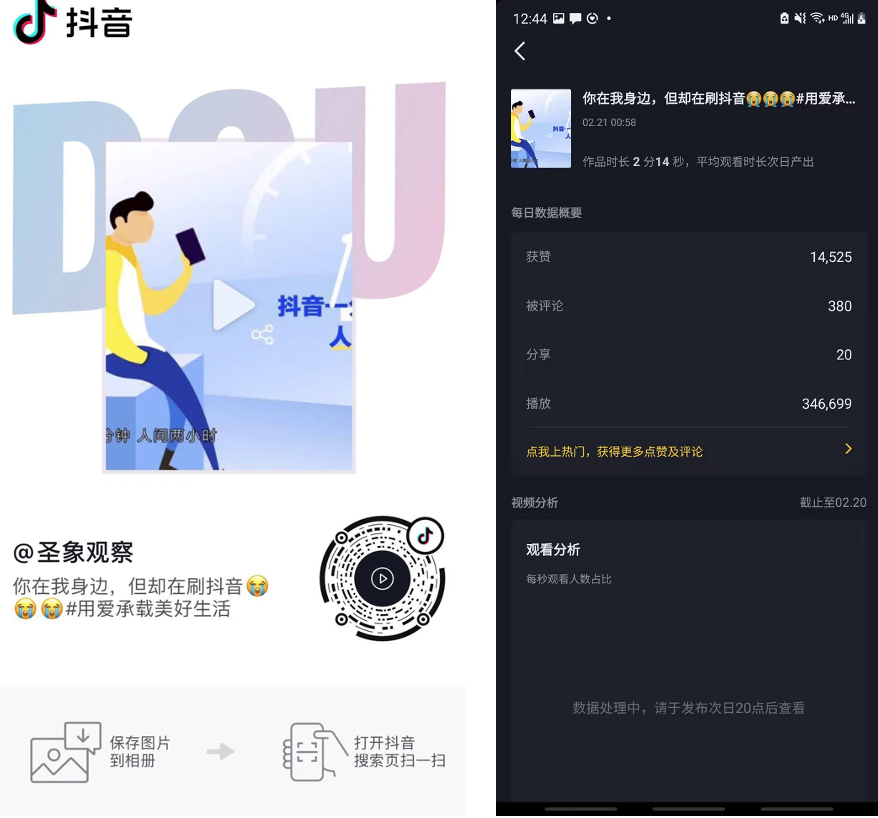 抖音
DOU
抖音一分
人
分钟 人间两小时
@圣象观察
你在我身边，但却在刷抖音😭
😭😭#用爱承载美好生活
保存图片
到相册
打开抖音
搜索页扫一扫
12:44
HD 4G
你在我身边，但却在刷抖音😭😭😭#用爱承...
02.21 00:58
作品时长 2 分14 秒，平均观看时长次日产出
每日数据概要
获赞 14,525
被评论 380
分享 20
播放 346,699
点我上热门，获得更多点赞及评论
视频分析 截止至02.20
观看分析
每秒观看人数占比
数据处理中，请于发布次日20点后查看